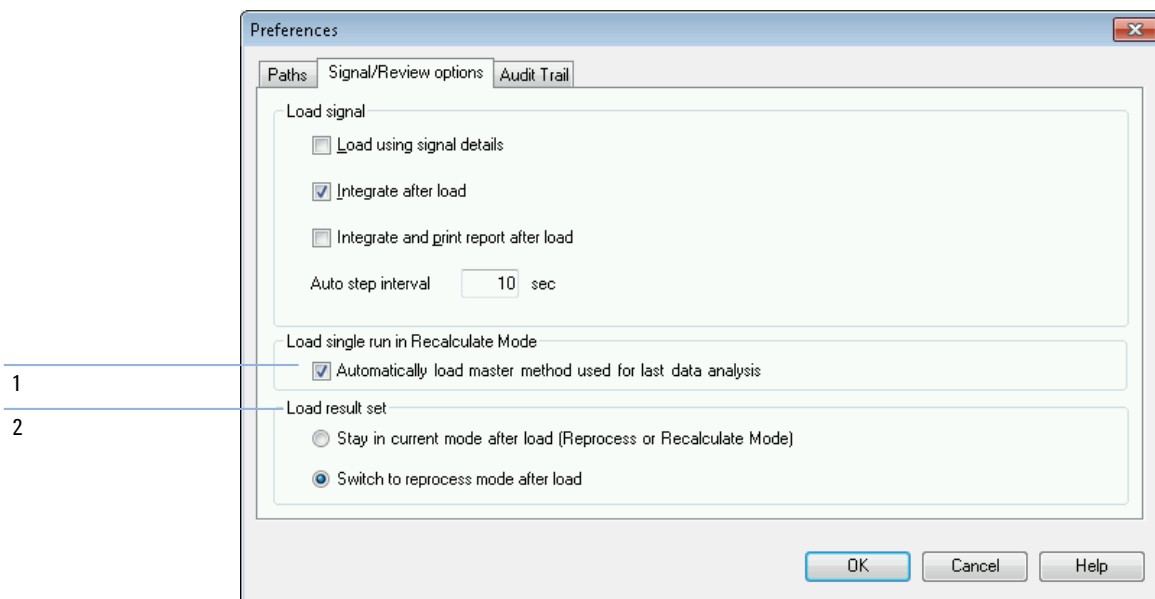 Preferences
Paths
Signal/Review options
Audit Trail
Load signal
Load using signal details
Integrate after load
Integrate and print report after load
Auto step interval 10 sec
Load single run in Recalculate Mode
1
Automatically load master method used for last data analysis
2
Load result set
Stay in current mode after load (Reprocess or Recalculate Mode)
Switch to reprocess mode after load
OK
Cancel
Help